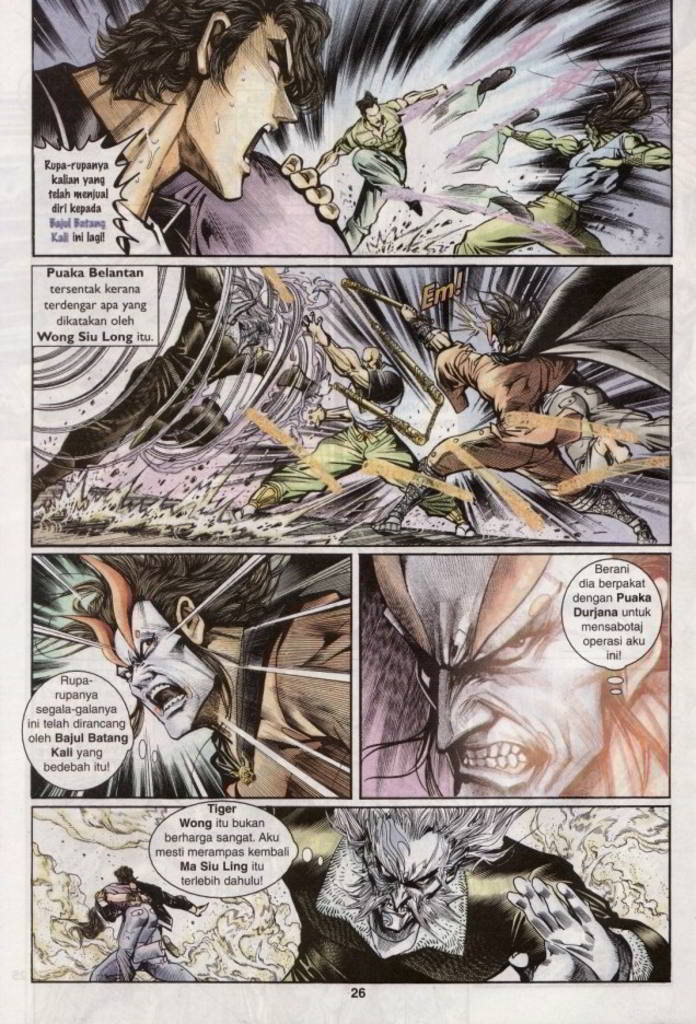 Rupa-rupanya
kalian yang
telah menjual
diri kepada
Bajul Batang
Kali ini lagi!
Puaka Belantan
tersentak kerana
terdengar apa yang
dikatakan oleh
Wong Siu Long itu.
Em!
Rupa-
rupanya
segala-galanya
ini telah dirancang
oleh Bajul Batang
Kali yang
bedebah itu!
Berani
dia berpakat
dengan Puaka
Durjana untuk
mensabotaj
operasi aku
ini!
Tiger
Wong itu bukan
berharga sangat. Aku
mesti merampas kembali
Ma Siu Ling itu
terlebih dahulu!
26